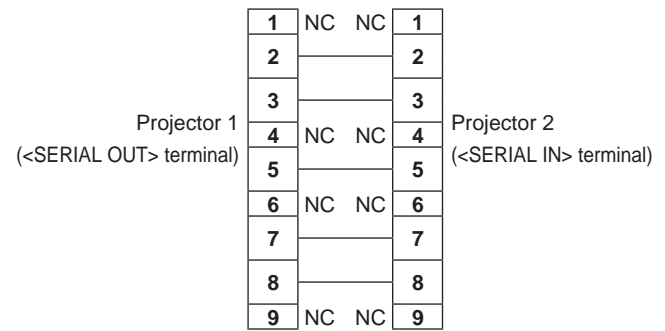 1 NC NC 1
2 2
3 3
Projector 1
(<SERIAL OUT> terminal)
4 NC NC 4
Projector 2
(<SERIAL IN> terminal)
5 5
6 NC NC 6
7 7
8 8
9 NC NC 9